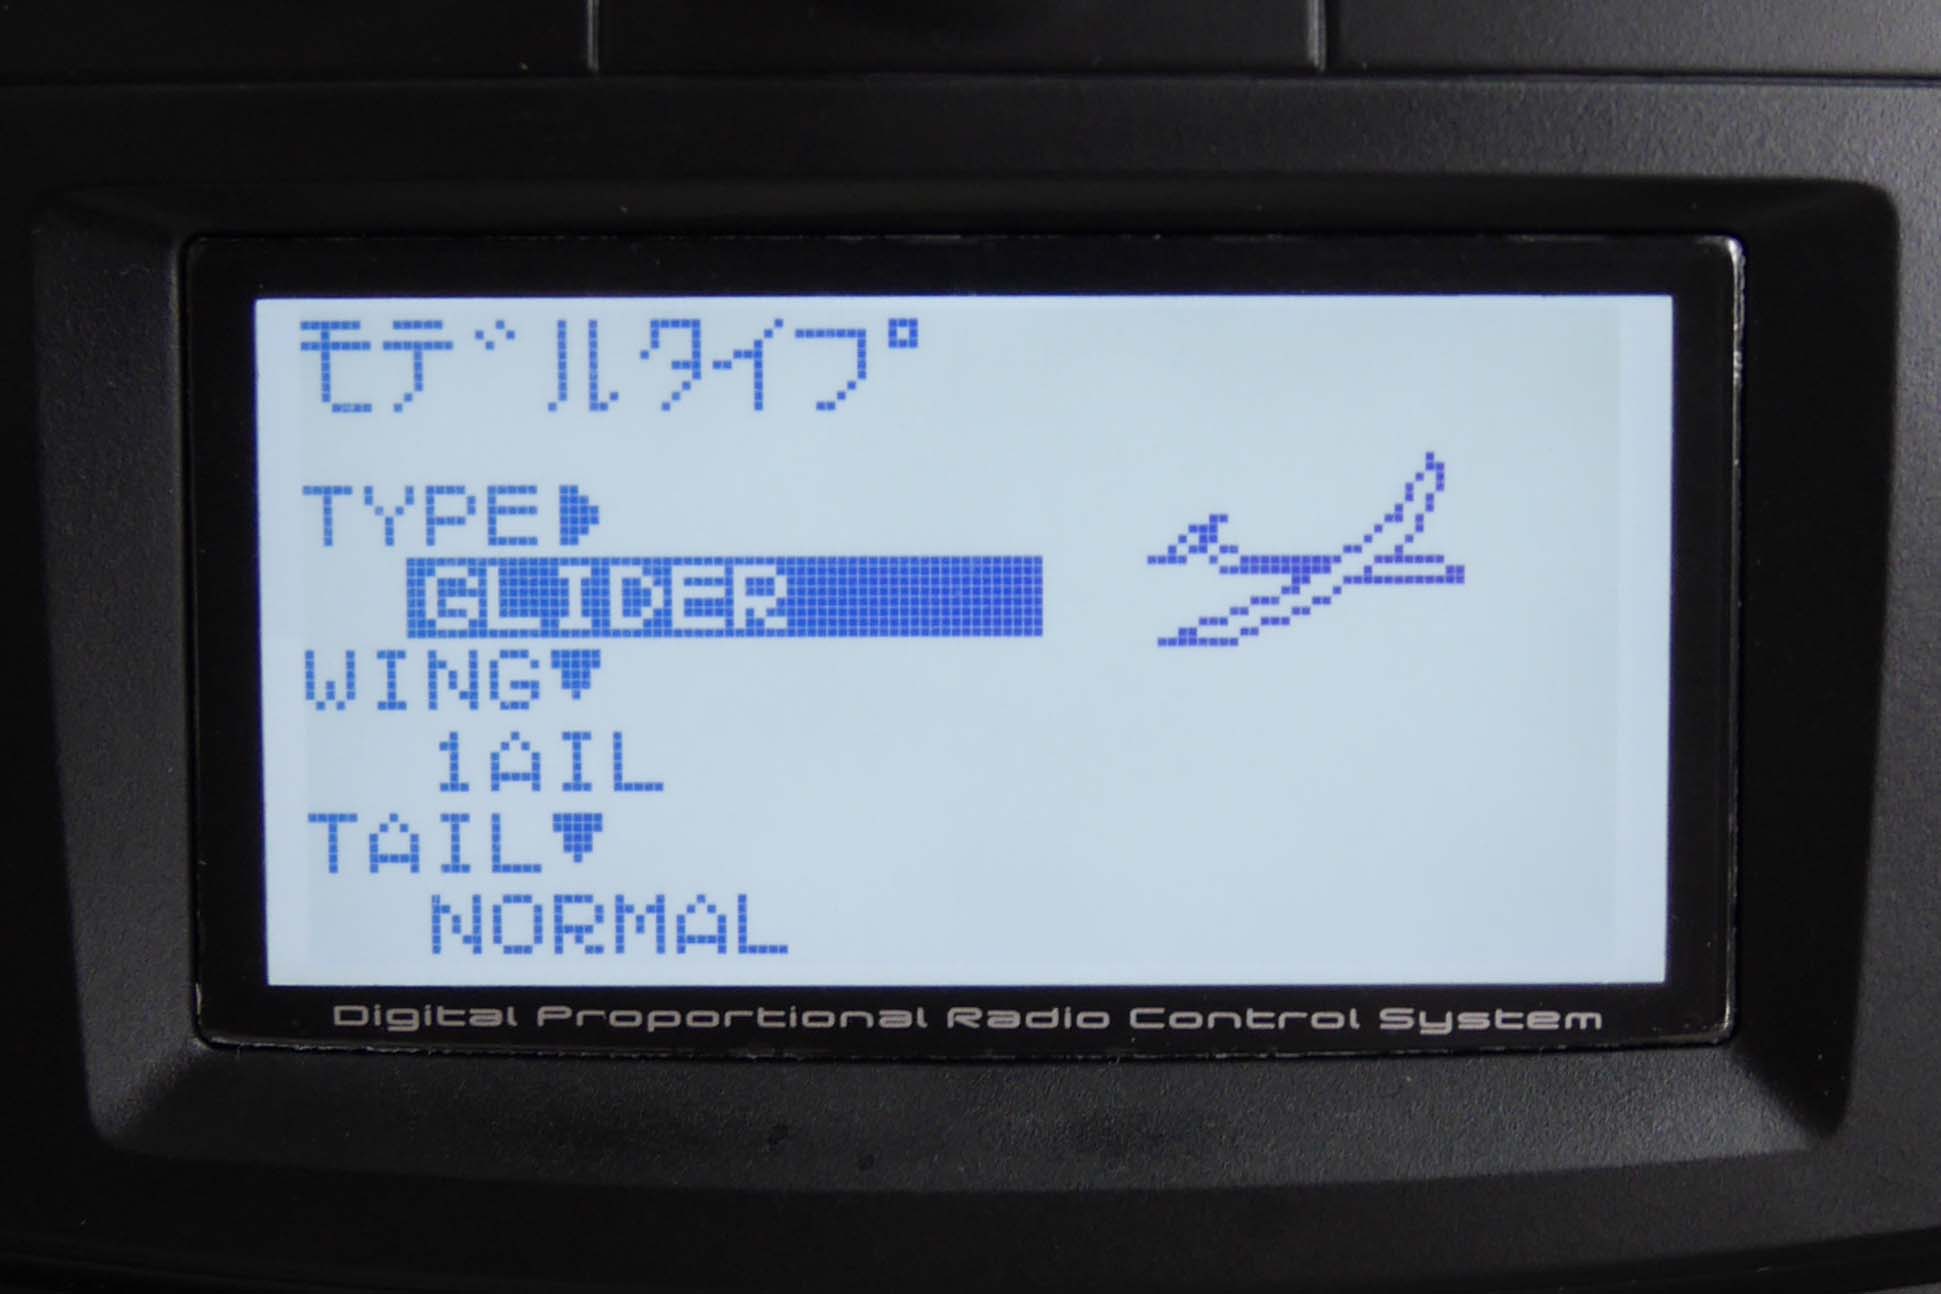 モデルタイプ
TYPE▶
GLIDER
WING▼
1AIL
TAIL▼
NORMAL
Digital Proportional Radio Control System